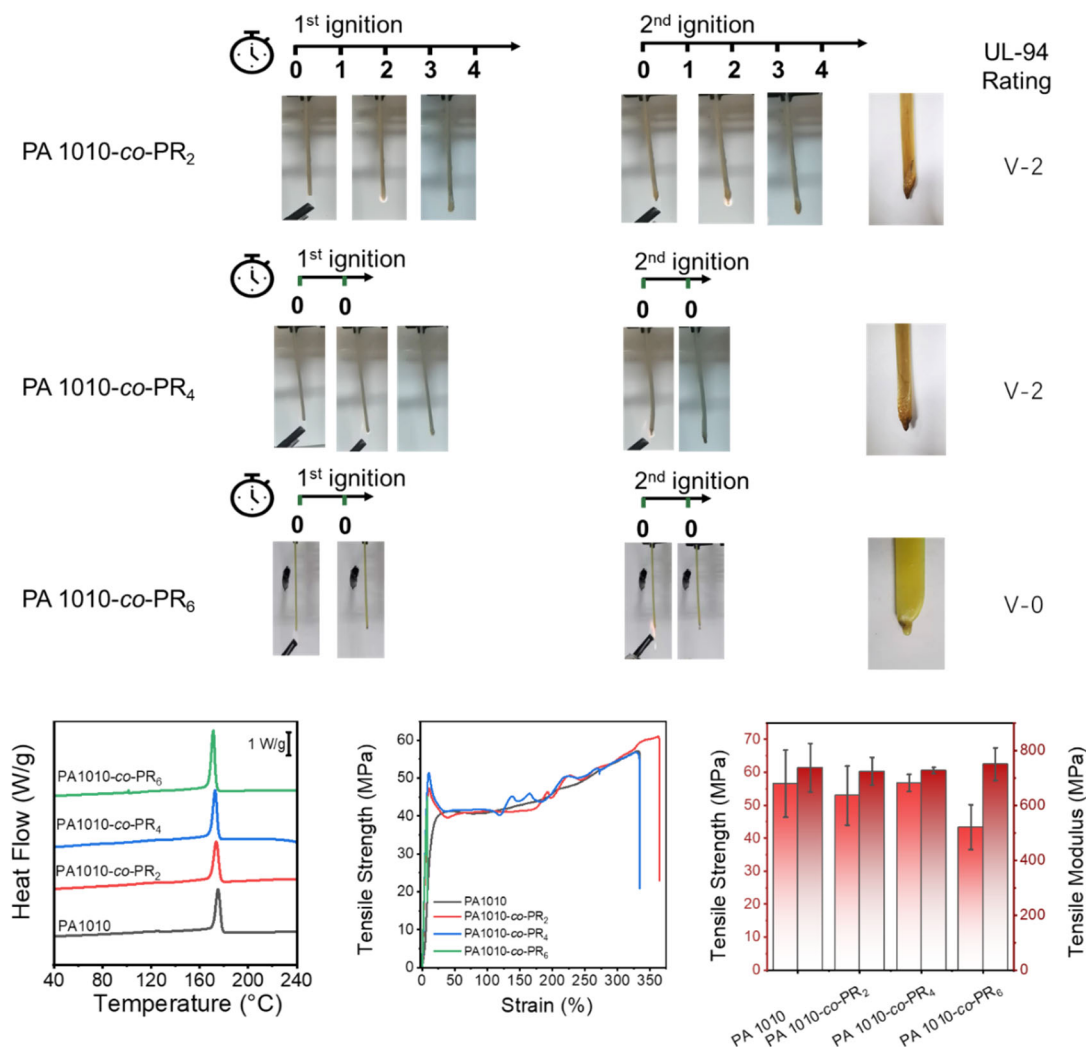 1st ignition
0 1 2 3 4
2nd ignition
0 1 2 3 4
UL-94
Rating
PA 1010-co-PR2
V-2
1st ignition
0 0
2nd ignition
0 0
PA 1010-co-PR4
V-2
1st ignition
0 0
2nd ignition
0 0
PA 1010-co-PR6
V-0
Heat Flow (W/g)
1 W/g
PA1010-co-PR6
PA1010-co-PR4
PA1010-co-PR2
PA1010
40 80 120 160 200 240
Temperature (°C)
Tensile Strength (MPa)
60
50
40
30
20
10
0
PA1010
PA1010-co-PR2
PA1010-co-PR4
PA1010-co-PR6
0 50 100 150 200 250 300 350
Strain (%)
Tensile Strength (MPa)
70
60
50
40
30
20
10
0
800
600
400
200
0
Tensile Modulus (MPa)
PA 1010
PA 1010-co-PR2
PA 1010-co-PR4
PA 1010-co-PR6